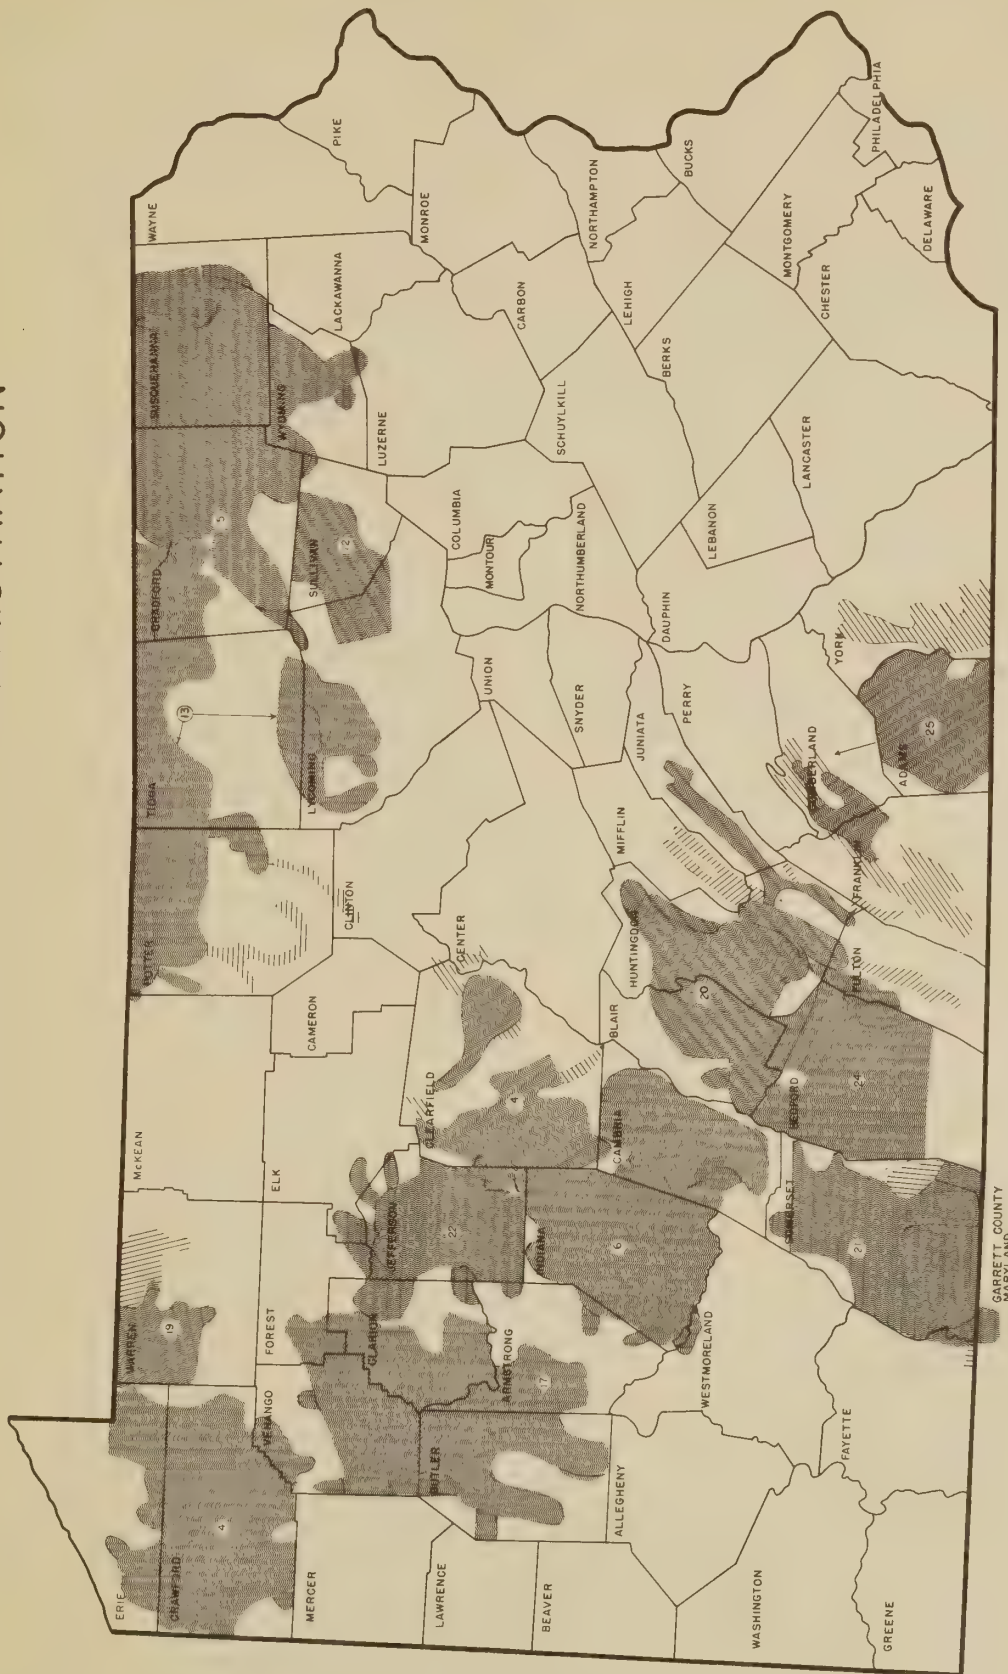 ERIE
WARREN
McKEAN
POTTER
TIOGA
BRADFORD
SUSQUEHANNA
WAYNE
CRAWFORD
19
13
5
PIKE
4
VENANGO
FOREST
ELK
CAMERON
WYOMING
LACKAWANNA
MERCER
CLARION
JEFFERSON
CLINTON
LYCOMING
SULLIVAN
LUZERNE
MONROE
LAWRENCE
BUTLER
22
CLEARFIELD
CENTER
UNION
COLUMBIA
MONTOUR
CARBON
BEAVER
ARMSTRONG
17
INDIANA
4
NORTHUMBERLAND
SCHUYLKILL
NORTHAMPTON
ALLEGHENY
6
CAMBRIA
BLAIR
HUNTINGDON
MIFFLIN
SNYDER
JUNIATA
LEHIGH
BUCKS
WESTMORELAND
20
PERRY
DAUPHIN
LEBANON
BERKS
MONTGOMERY
WASHINGTON
SOMERSET
BEDFORD
CUMBERLAND
LANCASTER
CHESTER
PHILADELPHIA
FAYETTE
21
24
FULTON
FRANKLIN
ADAMS
YORK
DELAWARE
GREENE
25
GARRETT COUNTY
MARYLAND